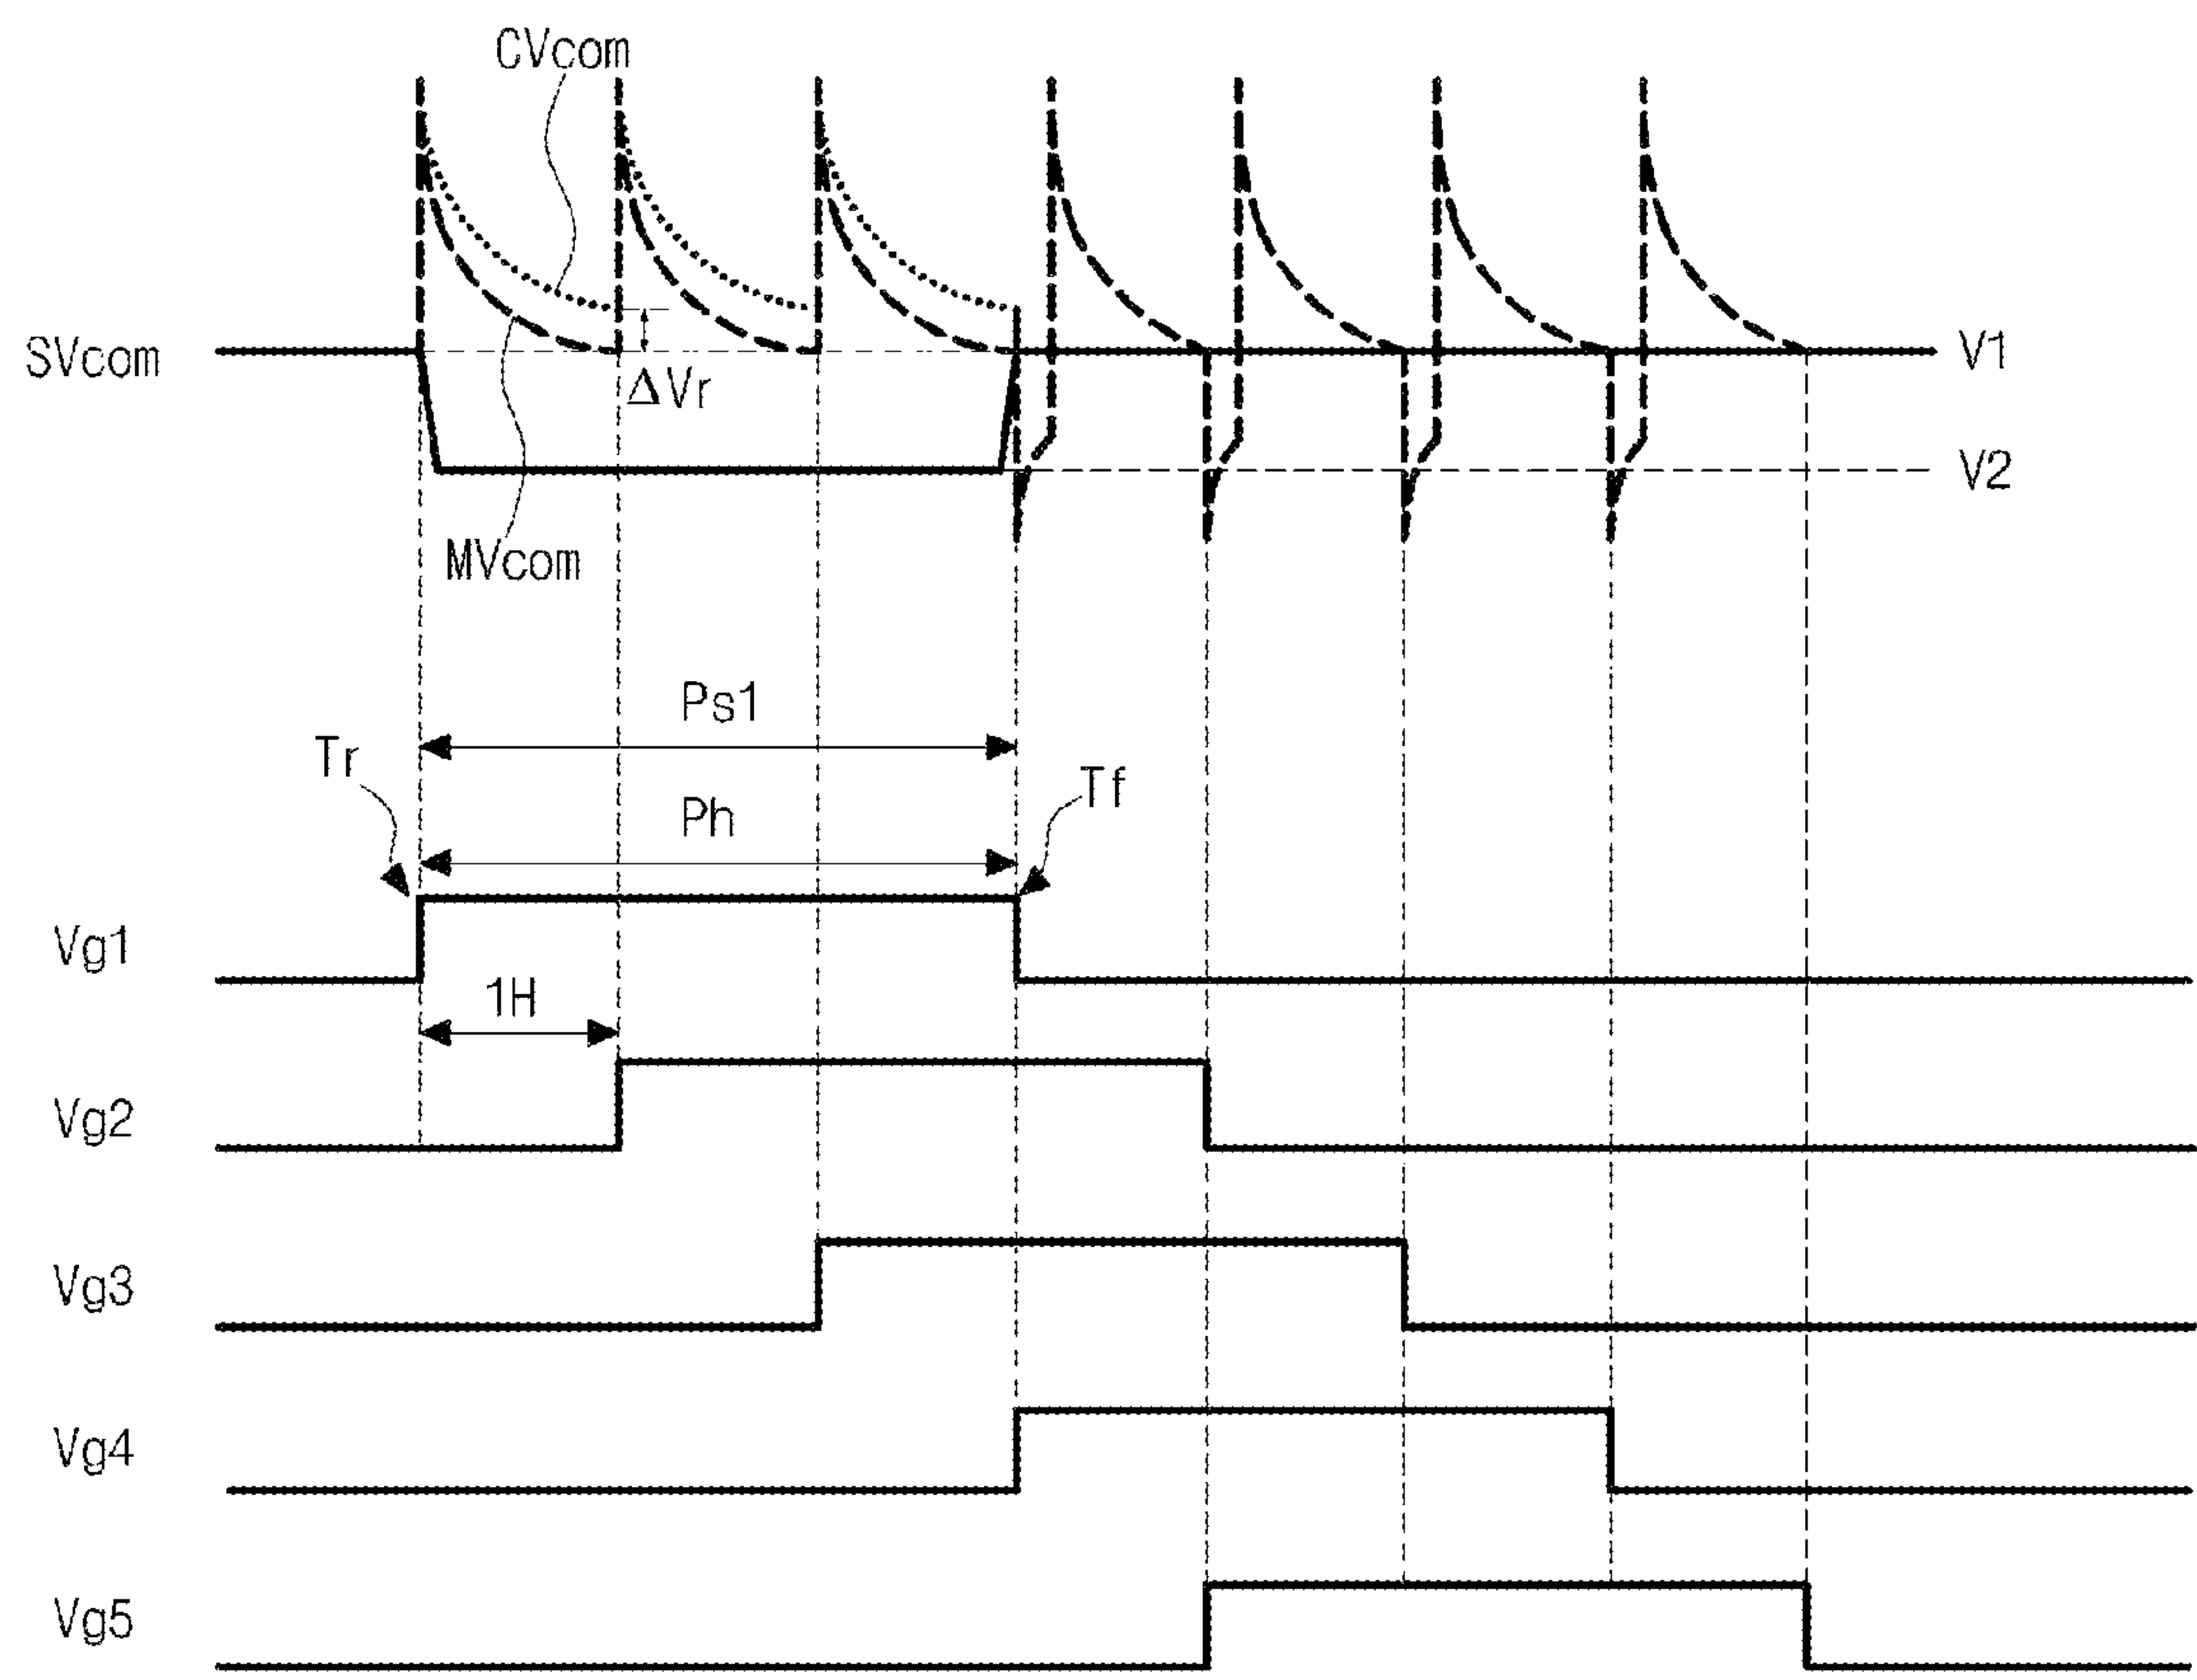 CVcom
SVcom
V1
ΔVr
V2
MVcom
Ps1
Tr
Tf
Ph
Vg1
1H
Vg2
Vg3
Vg4
Vg5